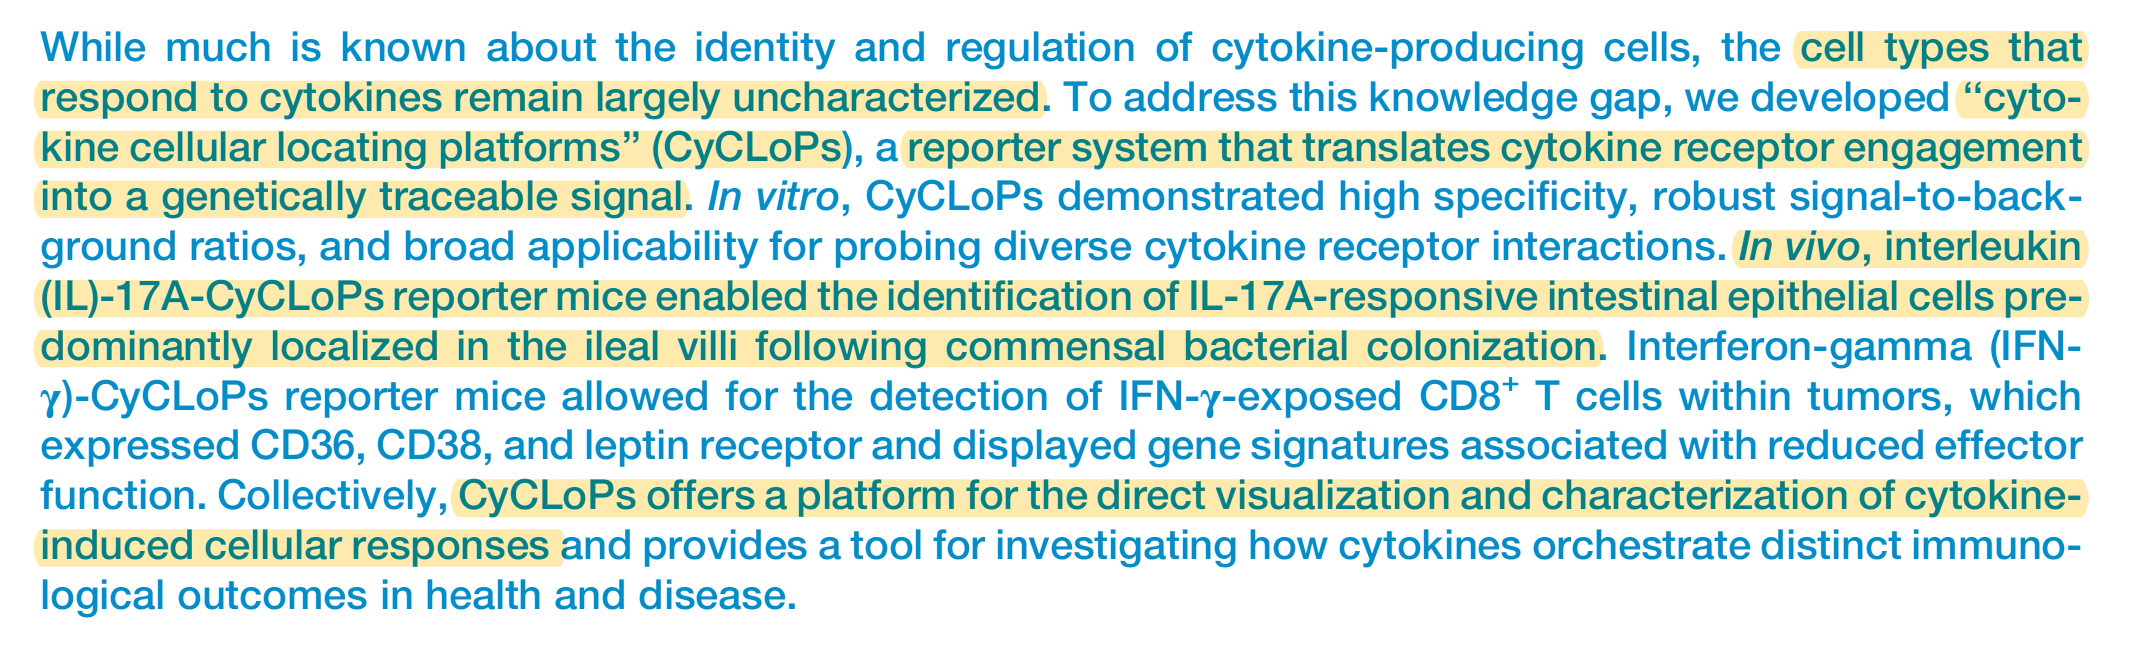 While much is known about the identity and regulation of cytokine-producing cells, the cell types that
respond to cytokines remain largely uncharacterized. To address this knowledge gap, we developed “cyto-
kine cellular locating platforms” (CyCLoPs), a reporter system that translates cytokine receptor engagement
into a genetically traceable signal. In vitro, CyCLoPs demonstrated high specificity, robust signal-to-back-
ground ratios, and broad applicability for probing diverse cytokine receptor interactions. In vivo, interleukin
(IL)-17A-CyCLoPs reporter mice enabled the identification of IL-17A-responsive intestinal epithelial cells pre-
dominantly localized in the ileal villi following commensal bacterial colonization. Interferon-gamma (IFN-
γ)-CyCLoPs reporter mice allowed for the detection of IFN-γ-exposed CD8⁺ T cells within tumors, which
expressed CD36, CD38, and leptin receptor and displayed gene signatures associated with reduced effector
function. Collectively, CyCLoPs offers a platform for the direct visualization and characterization of cytokine-
induced cellular responses and provides a tool for investigating how cytokines orchestrate distinct immuno-
logical outcomes in health and disease.